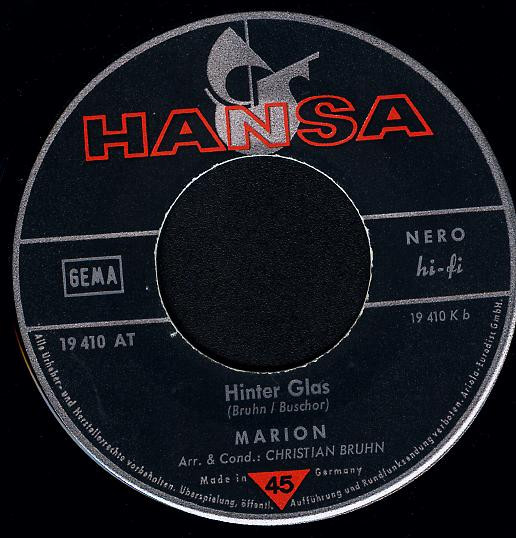 HANSA
NERO
hi-fi
GEMA
19 410 AT
19 410 K b
Hinter Glas
(Bruhn / Buschor)
MARION
Arr. & Cond.: CHRISTIAN BRUHN
Made in Germany
45
Alle Urheber- und Herstellerrechte vorbehalten. Überspielung, öffentl. Aufführung und Rundfunksendung verboten. Ariola-Eurodisc GmbH.